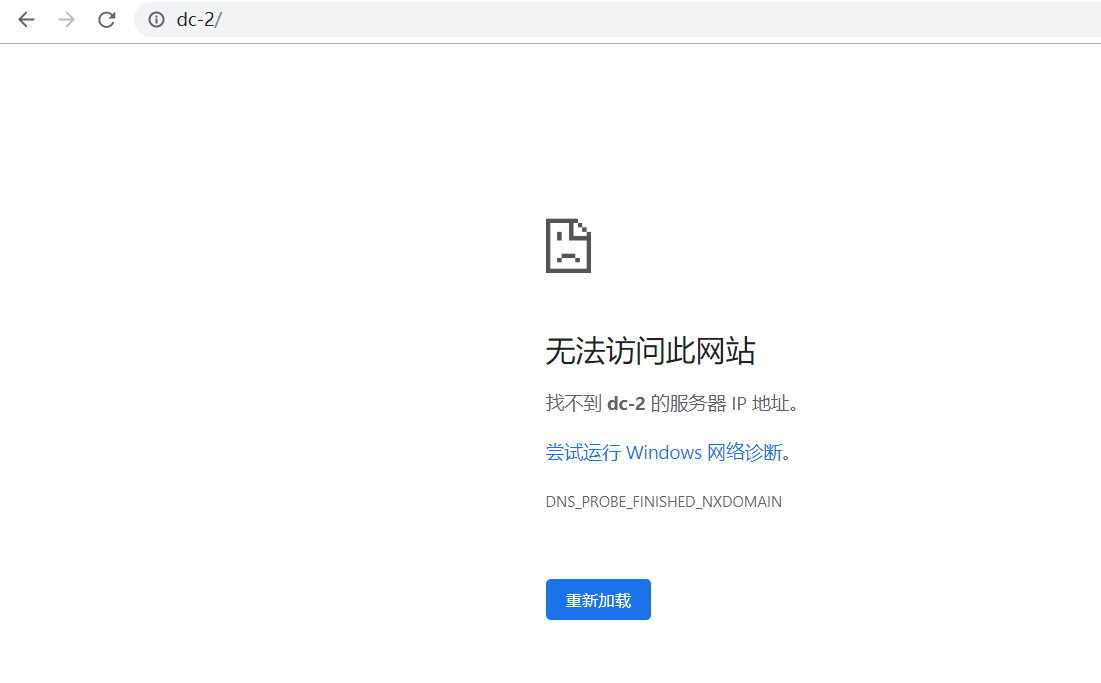 dc-2/
无法访问此网站
找不到 dc-2 的服务器 IP 地址。
尝试运行 Windows 网络诊断。
DNS_PROBE_FINISHED_NXDOMAIN
重新加载